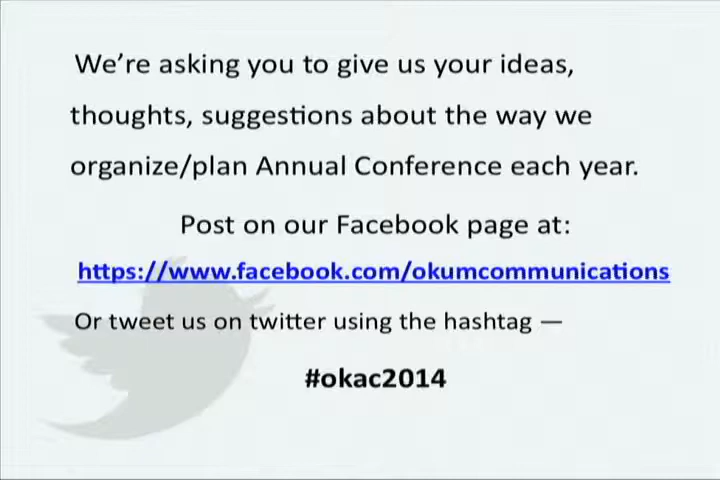 We’re asking you to give us your ideas,
thoughts, suggestions about the way we
organize/plan Annual Conference each year.
Post on our Facebook page at:
https://www.facebook.com/okumcommunications
Or tweet us on twitter using the hashtag —
#okac2014